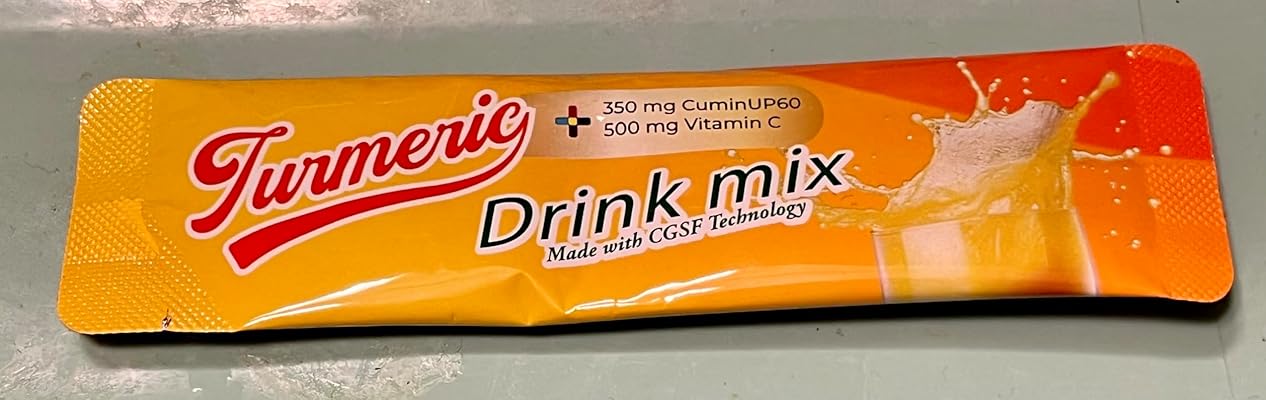 Turmeric
350 mg CuminUP60
500 mg Vitamin C
Drink mix
Made with CGSF Technology